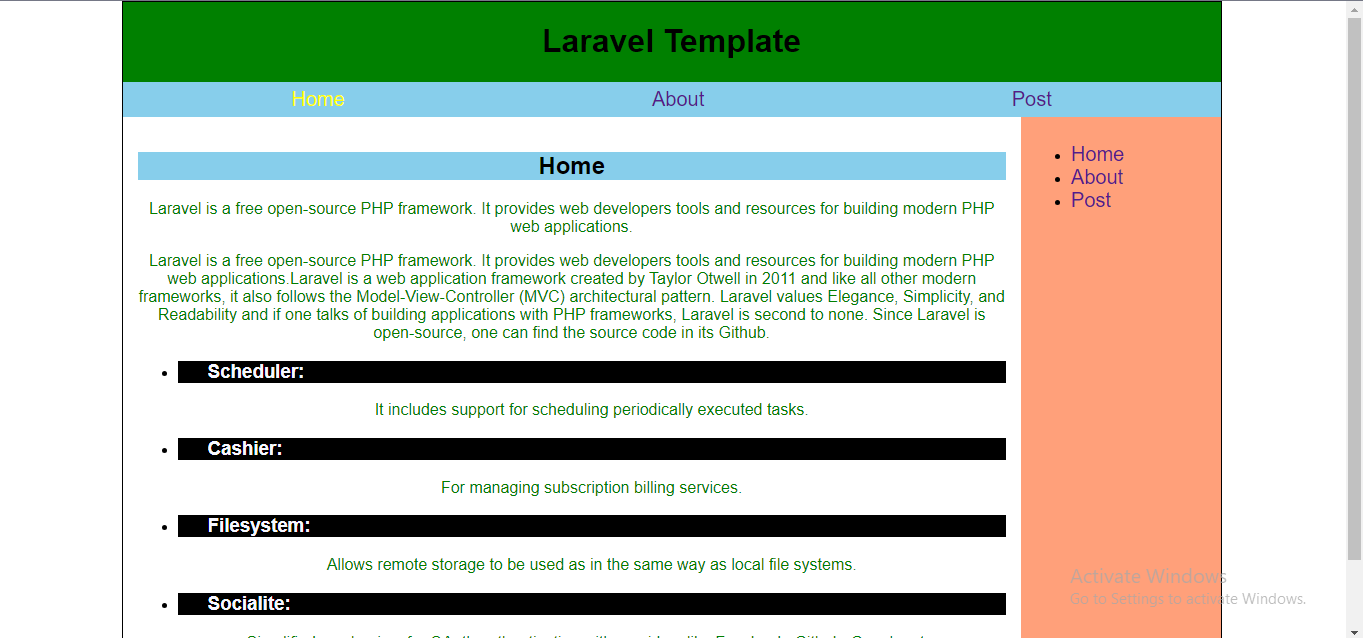 Laravel Template
Home About Post
Home
Laravel is a free open-source PHP framework. It provides web developers tools and resources for building modern PHP
web applications.
Laravel is a free open-source PHP framework. It provides web developers tools and resources for building modern PHP
web applications.Laravel is a web application framework created by Taylor Otwell in 2011 and like all other modern
frameworks, it also follows the Model-View-Controller (MVC) architectural pattern. Laravel values Elegance, Simplicity, and
Readability and if one talks of building applications with PHP frameworks, Laravel is second to none. Since Laravel is
open-source, one can find the source code in its Github.
Scheduler:
It includes support for scheduling periodically executed tasks.
Cashier:
For managing subscription billing services.
Filesystem:
Allows remote storage to be used as in the same way as local file systems.
Socialite:
Home
About
Post
Activate Windows
Go to Settings to activate Windows.